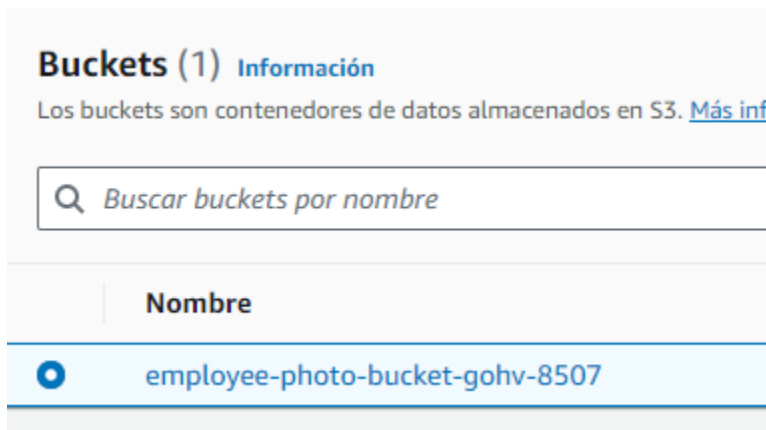 Buckets (1) Información
Los buckets son contenedores de datos almacenados en S3. Más inf
Buscar buckets por nombre
Nombre
employee-photo-bucket-gohv-8507